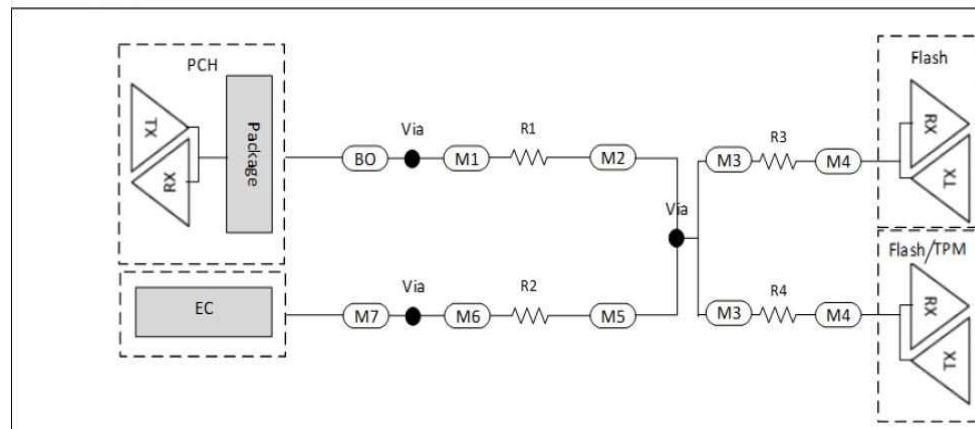 PCH
Flash
TX
RX
Package
Via
R1
BO
M1
M2
R3
M3
M4
RX
TX
Via
Flash/TPM
EC
Via
R2
M7
M6
M5
R4
M3
M4
RX
TX